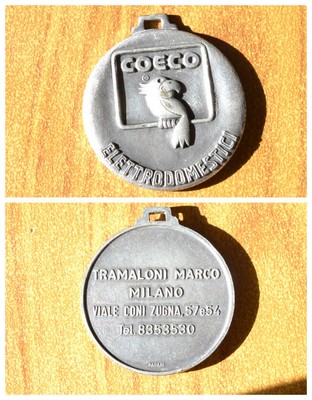 COECO
®
ELETTRODOMESTICI
TRAMALONI MARCO
MILANO
VIALE CONI ZUGNA, 57e54
Tel. 8353530